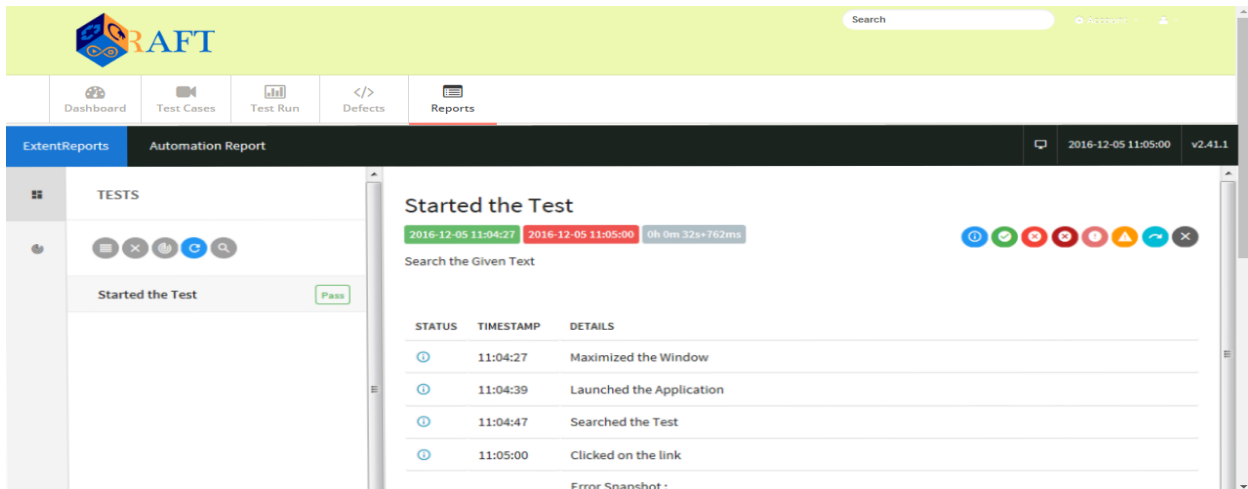 Search
Account
CRAFT
Dashboard
Test Cases
Test Run
</>
Defects
Reports
ExtentReports
Automation Report
2016-12-05 11:05:00
v2.41.1
TESTS
Started the Test
Pass
Started the Test
2016-12-05 11:04:27 2016-12-05 11:05:00 0h 0m 32s+762ms
Search the Given Text
STATUS TIMESTAMP DETAILS
11:04:27 Maximized the Window
11:04:39 Launched the Application
11:04:47 Searched the Test
11:05:00 Clicked on the link
Error Snapshot :